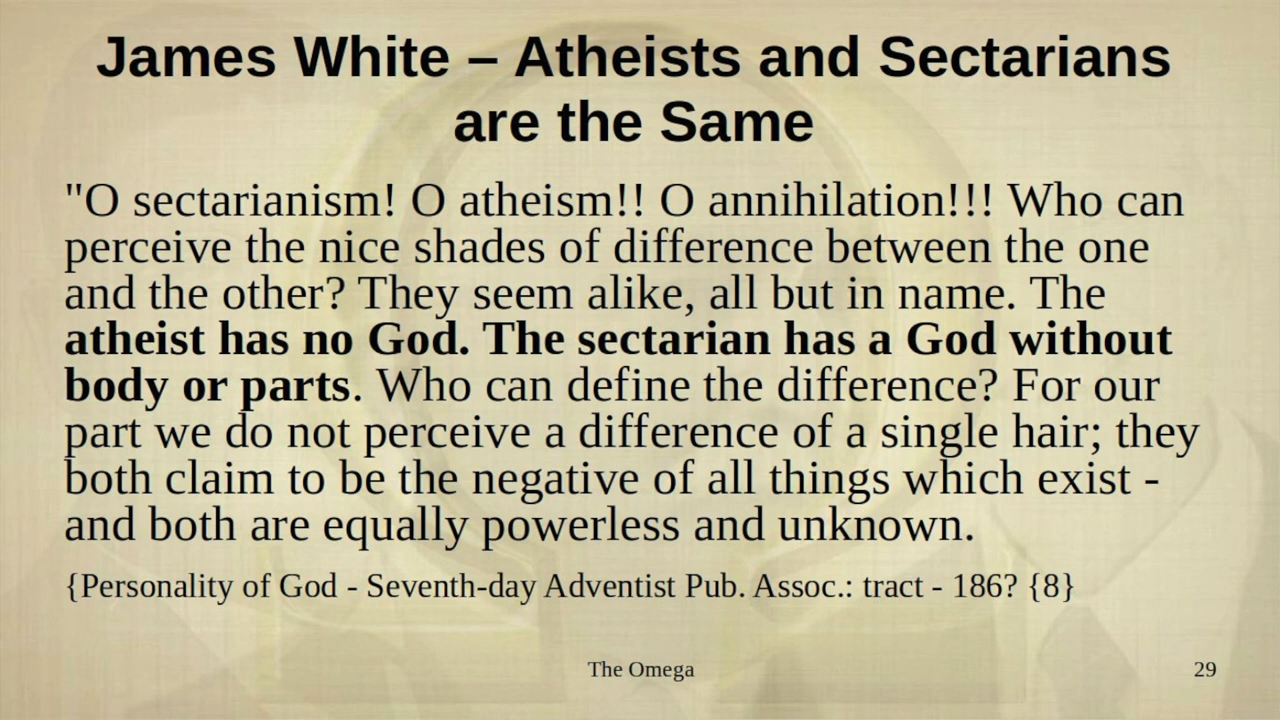 James White – Atheists and Sectarians
are the Same
"O sectarianism! O atheism!! O annihilation!!! Who can
perceive the nice shades of difference between the one
and the other? They seem alike, all but in name. The
atheist has no God. The sectarian has a God without
body or parts. Who can define the difference? For our
part we do not perceive a difference of a single hair; they
both claim to be the negative of all things which exist -
and both are equally powerless and unknown.
{Personality of God - Seventh-day Adventist Pub. Assoc.: tract - 186? {8}
The Omega
29